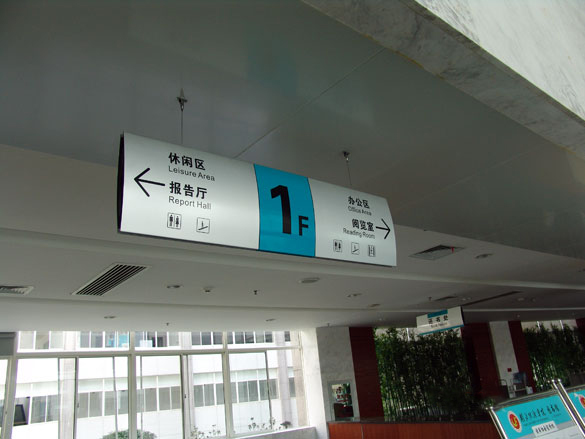 休闲区
Leisure Area
报告厅
Report Hall
1F
办公区
Office Area
阅览室
Reading Room